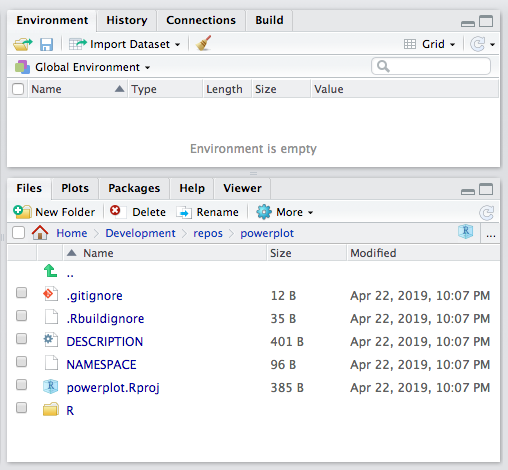 Environment History Connections Build
Import Dataset Grid
Global Environment
Name Type Length Size Value
Environment is empty
Files Plots Packages Help Viewer
New Folder Delete Rename More
Home Development repos powerplot R ...
Name Size Modified
..
.gitignore 12 B Apr 22, 2019, 10:07 PM
.Rbuildignore 35 B Apr 22, 2019, 10:07 PM
DESCRIPTION 401 B Apr 22, 2019, 10:07 PM
NAMESPACE 96 B Apr 22, 2019, 10:07 PM
R powerplot.Rproj 385 B Apr 22, 2019, 10:07 PM
R